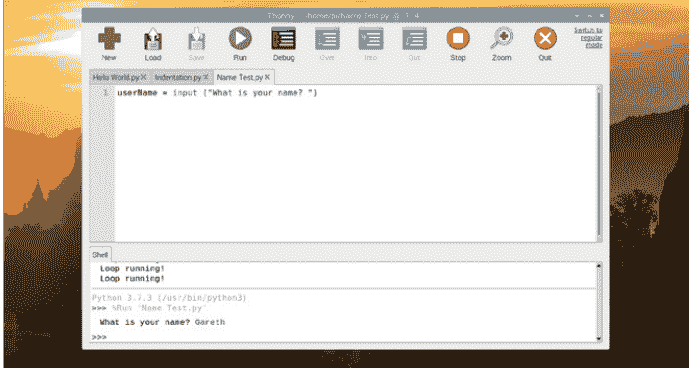 New Load Save Run Debug Over Into Out Stop Zoom Quit
Switch to
regular
mode
Hello World.py × Indentation.py × Name Test.py ×
1 userName = input ("What is your name? ")
Shell
Loop running!
Loop running!
Python 3.7.3 (/usr/bin/python3)
>>> %Run 'Name Test.py'
What is your name? Gareth
>>>